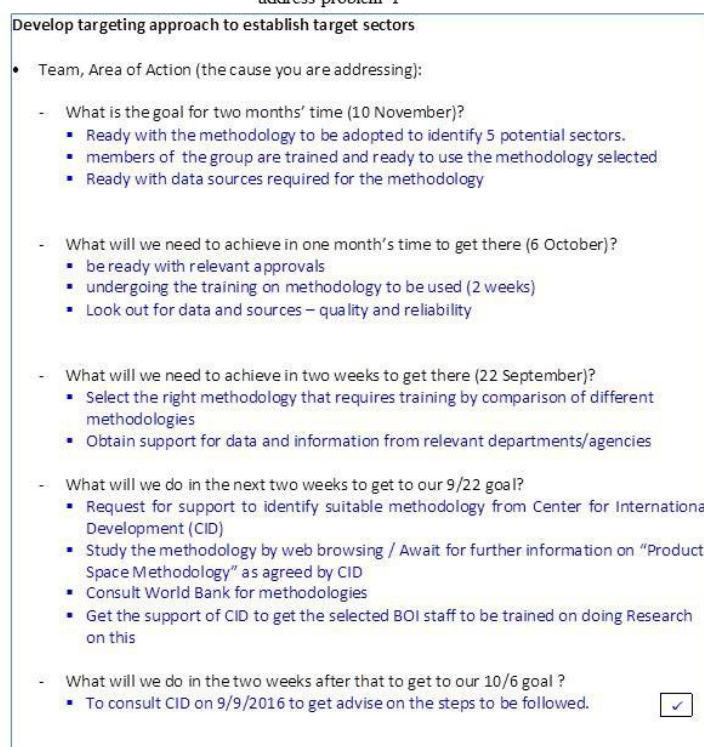 Develop targeting approach to establish target sectors
• Team, Area of Action (the cause you are addressing):
- What is the goal for two months' time (10 November)?
▪ Ready with the methodology to be adopted to identify 5 potential sectors.
▪ members of the group are trained and ready to use the methodology selected
▪ Ready with data sources required for the methodology
- What will we need to achieve in one month's time to get there (6 October)?
▪ be ready with relevant approvals
▪ undergoing the training on methodology to be used (2 weeks)
▪ Look out for data and sources – quality and reliability
- What will we need to achieve in two weeks to get there (22 September)?
▪ Select the right methodology that requires training by comparison of different
methodologies
▪ Obtain support for data and information from relevant departments/agencies
- What will we do in the next two weeks to get to our 9/22 goal?
▪ Request for support to identify suitable methodology from Center for Internationa
Development (CID)
▪ Study the methodology by web browsing / Await for further information on "Product
Space Methodology" as agreed by CID
▪ Consult World Bank for methodologies
▪ Get the support of CID to get the selected BOI staff to be trained on doing Research
on this
- What will we do in the two weeks after that to get to our 10/6 goal ?
▪ To consult CID on 9/9/2016 to get advise on the steps to be followed. ✓